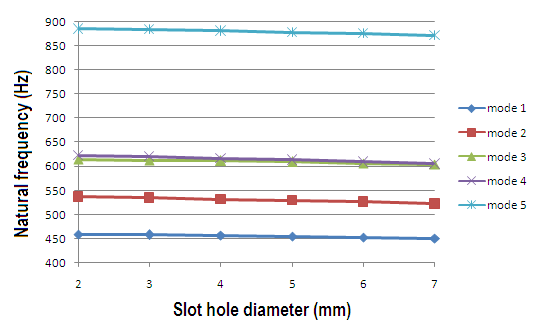 900
850
800
750
700
650
600
550
500
450
400
Natural frequency (Hz)
2 3 4 5 6 7
Slot hole diameter (mm)
mode 1
mode 2
mode 3
mode 4
mode 5